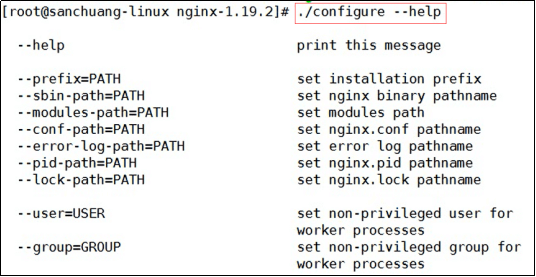 [root@sanchuang-linux nginx-1.19.2]# ./configure --help
--help print this message
--prefix=PATH set installation prefix
--sbin-path=PATH set nginx binary pathname
--modules-path=PATH set modules path
--conf-path=PATH set nginx.conf pathname
--error-log-path=PATH set error log pathname
--pid-path=PATH set nginx.pid pathname
--lock-path=PATH set nginx.lock pathname
--user=USER set non-privileged user for
worker processes
--group=GROUP set non-privileged group for
worker processes